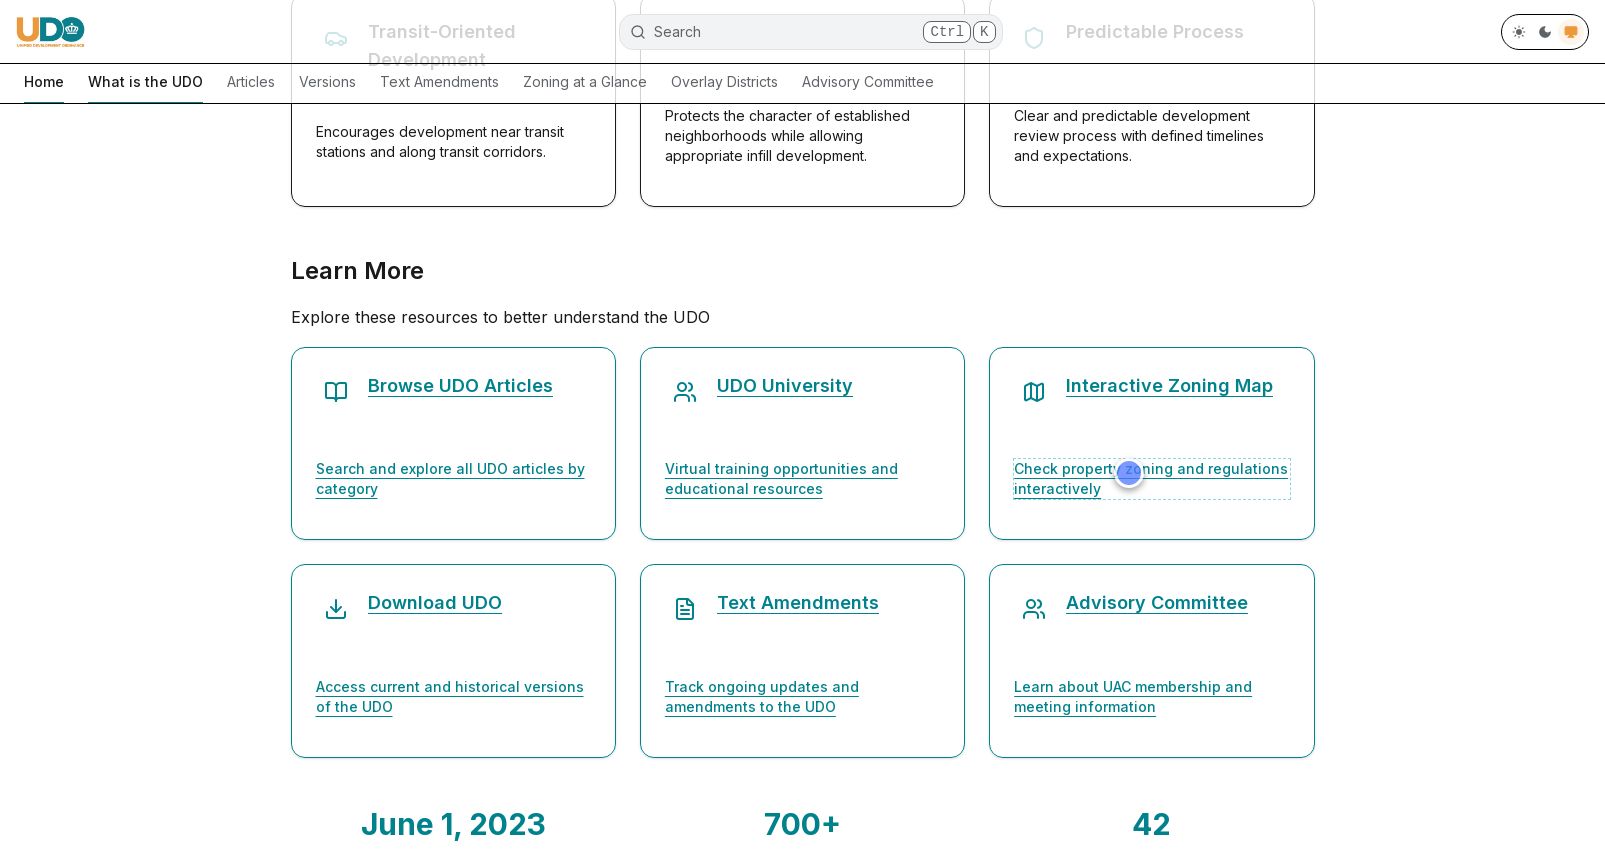 UDO
UNIFIED DEVELOPMENT ORDINANCE
Search
Ctrl K
Home
What is the UDO
Articles
Versions
Text Amendments
Zoning at a Glance
Overlay Districts
Advisory Committee
Transit-Oriented
Development
Encourages development near transit
stations and along transit corridors.
Protects the character of established
neighborhoods while allowing
appropriate infill development.
Predictable Process
Clear and predictable development
review process with defined timelines
and expectations.
Learn More
Explore these resources to better understand the UDO
Browse UDO Articles
Search and explore all UDO articles by
category
UDO University
Virtual training opportunities and
educational resources
Interactive Zoning Map
Check property zoning and regulations
interactively
Download UDO
Access current and historical versions
of the UDO
Text Amendments
Track ongoing updates and
amendments to the UDO
Advisory Committee
Learn about UAC membership and
meeting information
June 1, 2023
700+
42